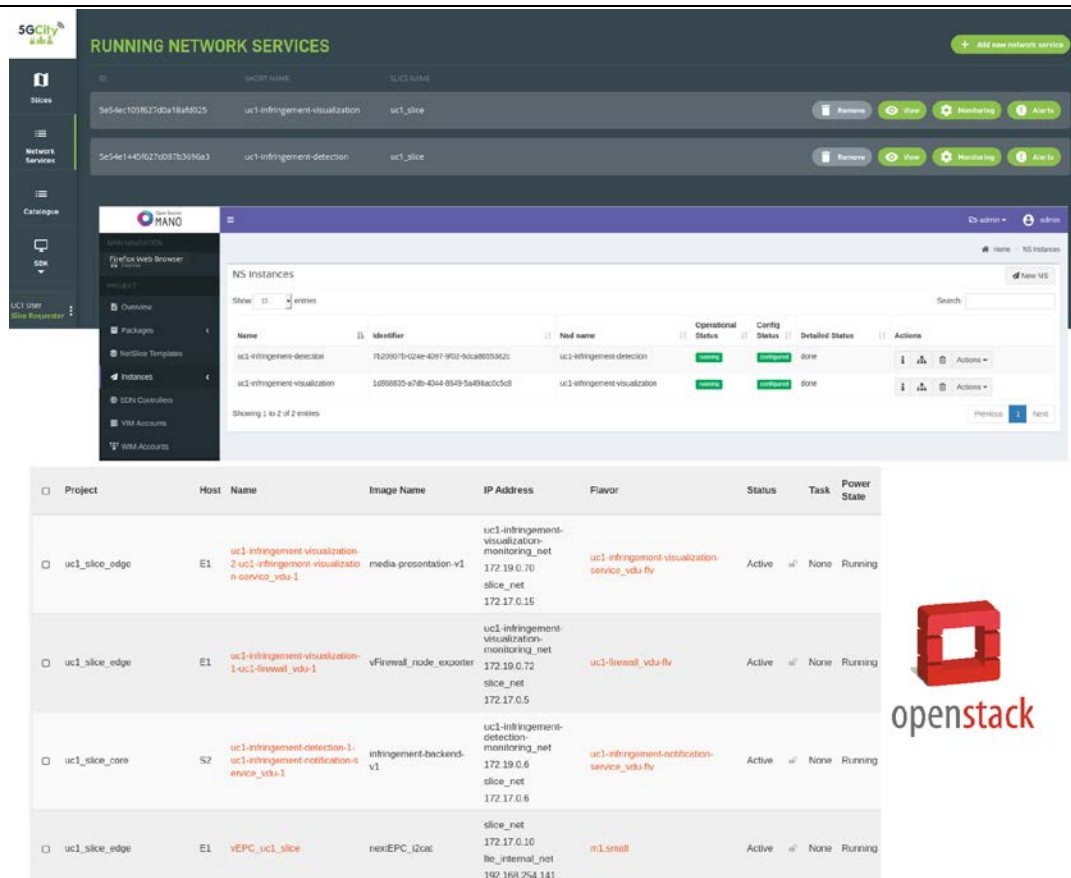 5GCity
RUNNING NETWORK SERVICES
+ Add new network service
ID SHORT NAME SLICE NAME
Slices
5e54ec105f627d0a18afd025 uc1-infringement-visualization uc1_slice Remove View Monitoring Alerts
Network
Services
5e54e1445f627d087b3696a3 uc1-infringement-detection uc1_slice Remove View Monitoring Alerts
Catalogue
SDK
UC1 User
Slice Requester
Open Source
MANO
admin admin
MAIN NAVIGATION
Firefox Web Browser
Home NS Instances
PROJECT
NS Instances New NS
Overview
Show 10 entries Search:
Packages
NetSlice Templates
Instances
SDN Controllers
VIM Accounts
WIM Accounts
Name Identifier Nsd name Operational Status Config Status Detailed Status Actions
uc1-infringement-detection uc1-infringement-detection running configured done Actions
uc1-infringement-visualization uc1-infringement-visualization running configured done Actions
Showing 1 to 2 of 2 entries Previous 1 Next
Project Host Name Image Name IP Address Flavor Status Task Power
State
uc1-infringement-
visualization-
monitoring_net
uc1_slice_edge E1 uc1-infringement-visualization-
2-uc1-infringement-visualizatio
n-service_vdu-1
media-presentation-v1
172.19.0.70
slice_net
172.17.0.15
uc1-infringement-visualization-
service_vdu-flv
Active None Running
uc1-infringement-
visualization-
monitoring_net
uc1_slice_edge E1 uc1-infringement-visualization-
1-uc1-firewall_vdu-1
vFirewall_node_exporter
172.19.0.72
slice_net
172.17.0.5
uc1-firewall_vdu-flv
Active None Running
uc1-infringement-
detection-
monitoring_net
uc1_slice_core S2 uc1-infringement-detection-1-
uc1-infringement-notification-s
ervice_vdu-1
infringement-backend-
v1
172.19.0.6
slice_net
172.17.0.6
uc1-infringement-notification-
service_vdu-flv
Active None Running
slice_net
172.17.0.10
lte_internal_net
192.168.254.141
uc1_slice_edge E1 vEPC_uc1_slice nextEPC_i2cat m1.small Active None Running
openstack